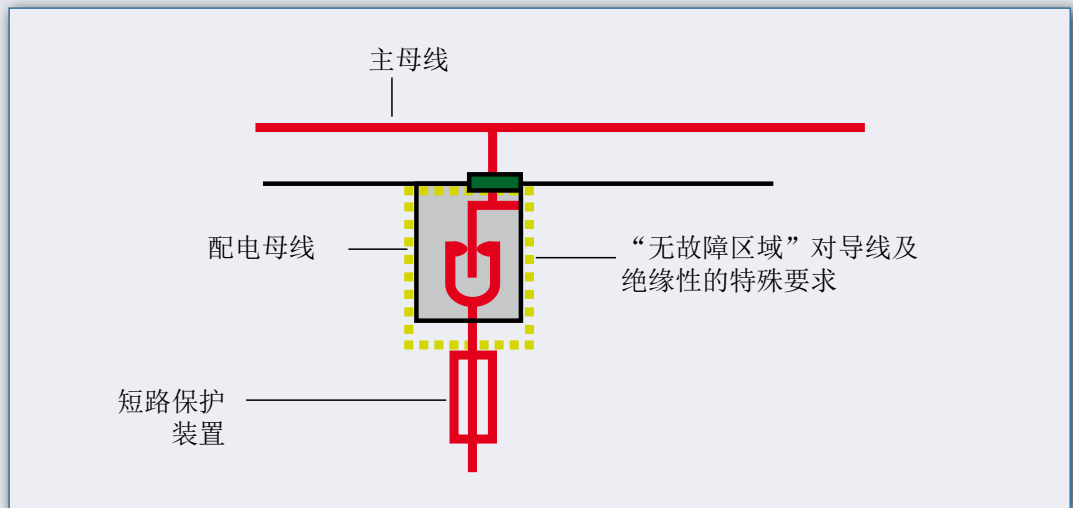 主母线
配电母线
“无故障区域”对导线及
绝缘性的特殊要求
短路保护
装置